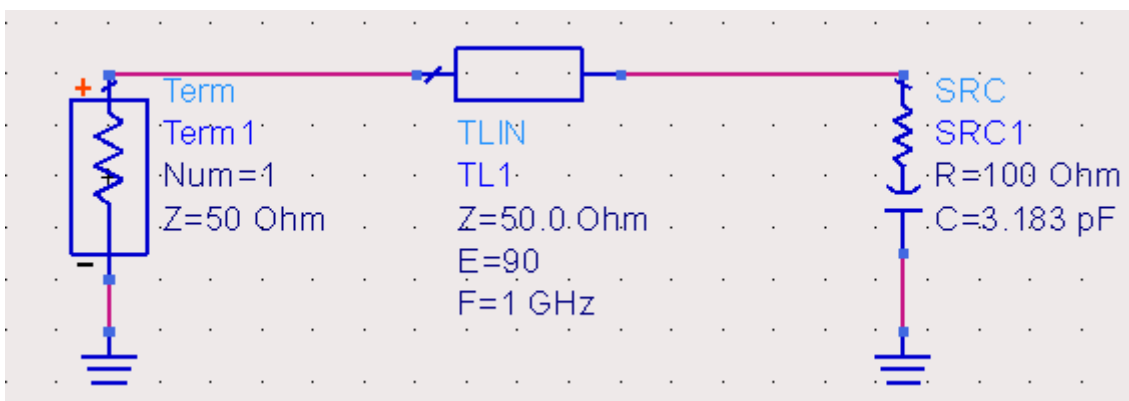 +
Term
Term1
Num=1
Z=50 Ohm
-
TLIN
TL1
Z=50.0 Ohm
E=90
F=1 GHz
SRC
SRC1
R=100 Ohm
C=3.183 pF